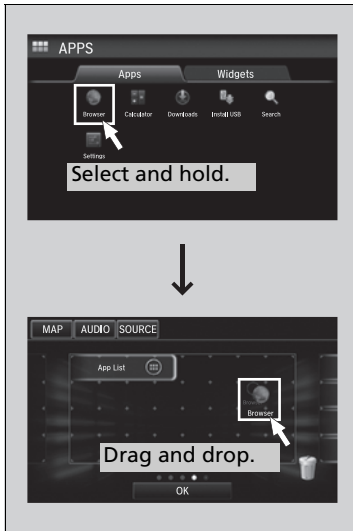 APPS
Apps Widgets
Browser Calculator Downloads Install USB Search
Settings
Select and hold.
MAP AUDIO SOURCE
App List
Browser
Drag and drop.
OK